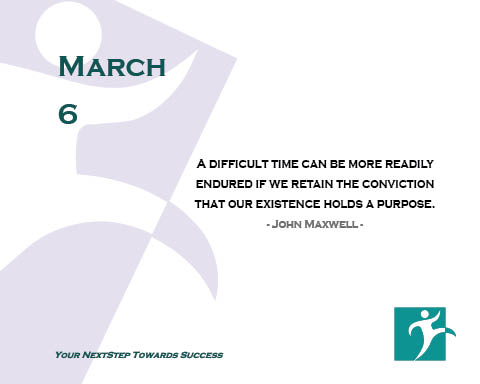 March
6
A difficult time can be more readily
endured if we retain the conviction
that our existence holds a purpose.
- John Maxwell -
Your NextStep Towards Success